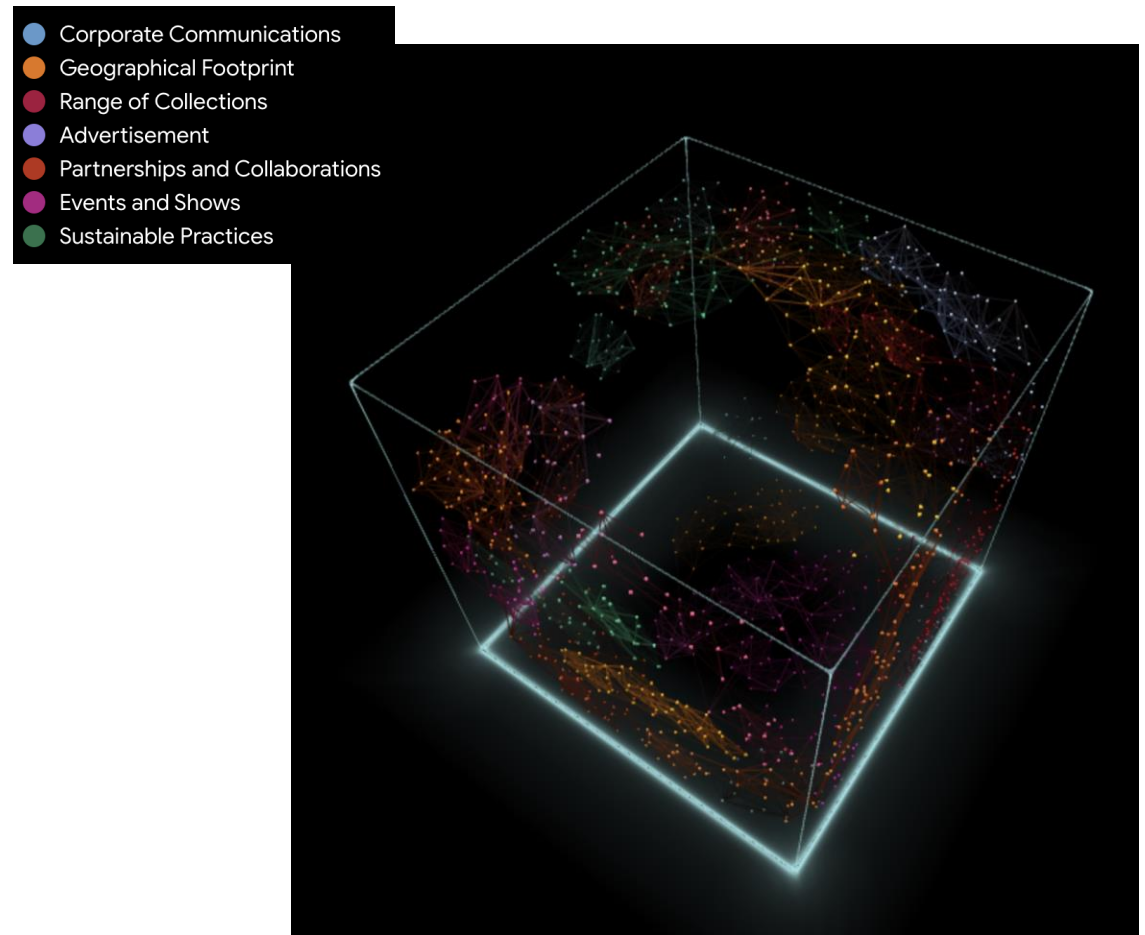 Corporate Communications
Geographical Footprint
Range of Collections
Advertisement
Partnerships and Collaborations
Events and Shows
Sustainable Practices